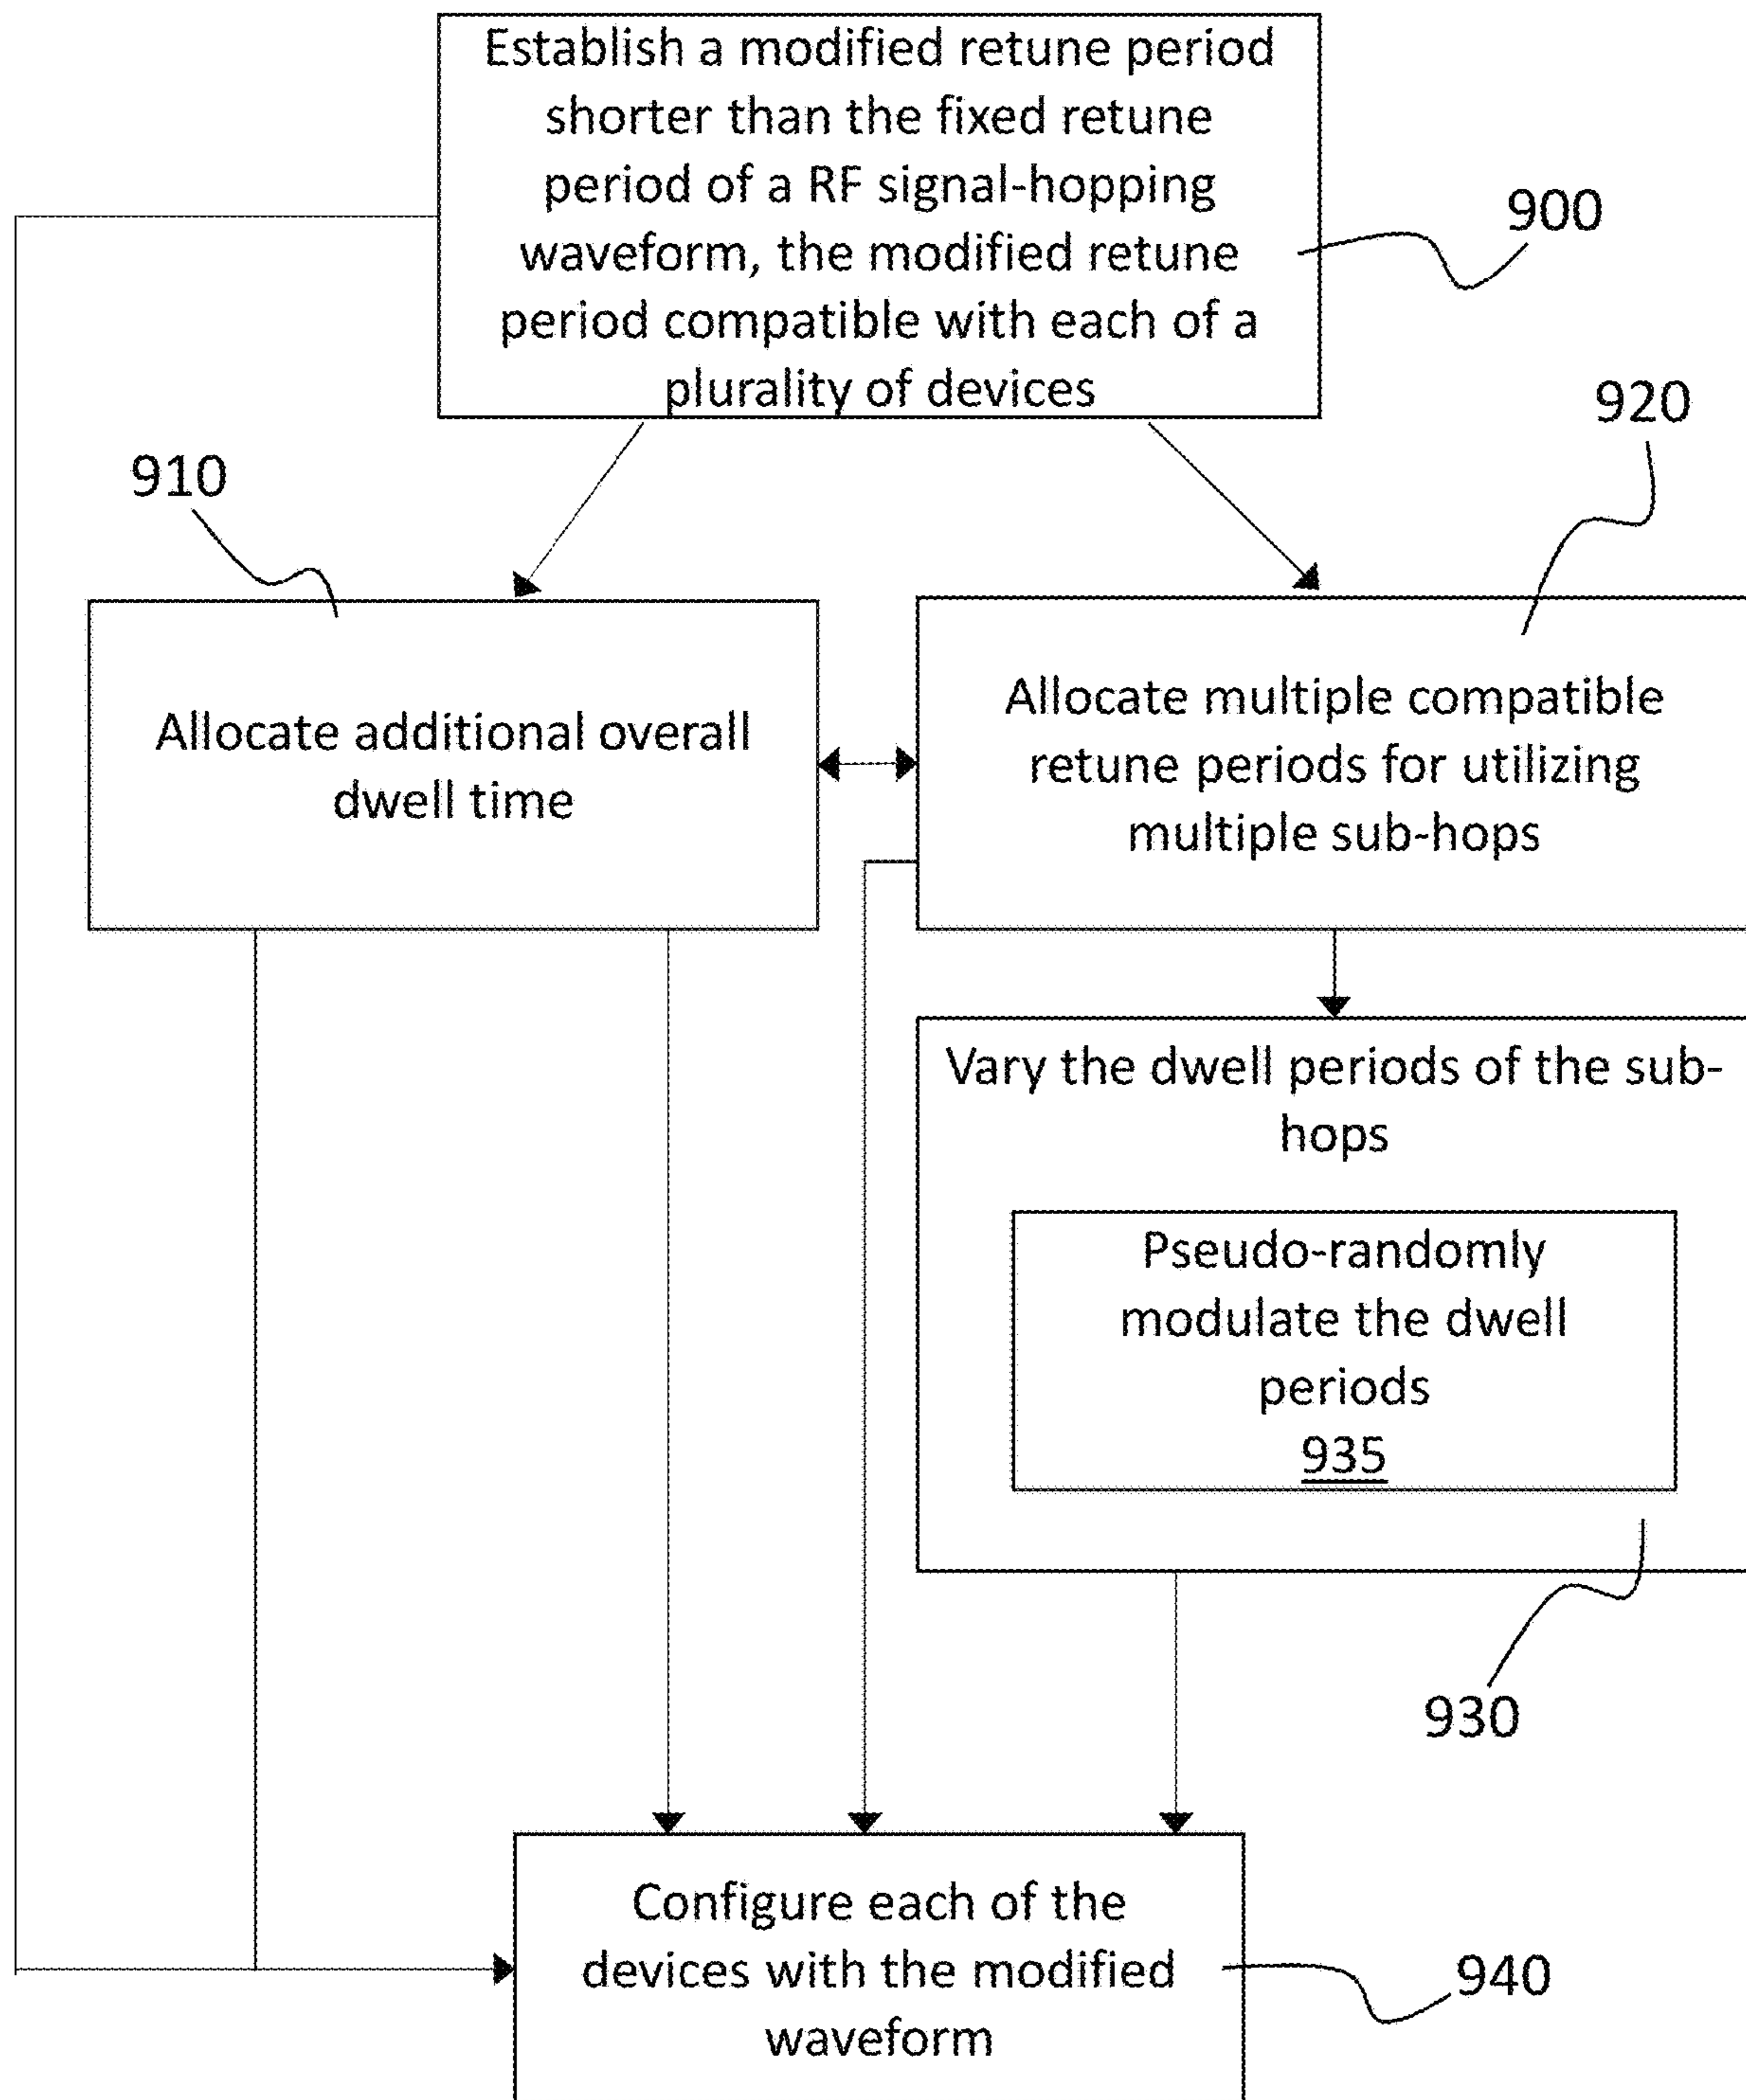 Establish a modified retune period
shorter than the fixed retune
period of a RF signal-hopping
waveform, the modified retune
period compatible with each of a
plurality of devices
900
920
910
Allocate additional overall
dwell time
Allocate multiple compatible
retune periods for utilizing
multiple sub-hops
Vary the dwell periods of the sub-
hops
Pseudo-randomly
modulate the dwell
periods
935
930
Configure each of the
devices with the modified
waveform
940